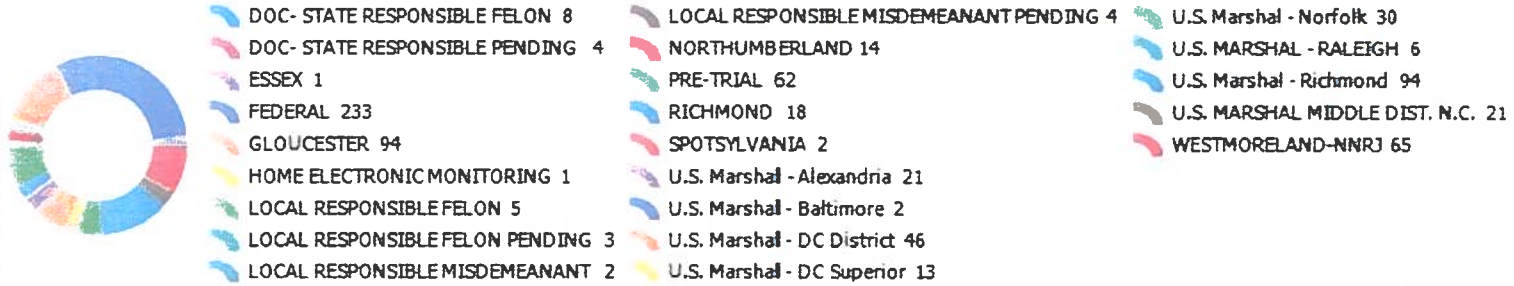 DOC- STATE RESPONSIBLE FELON 8
DOC- STATE RESPONSIBLE PENDING 4
ESSEX 1
FEDERAL 233
GLOUCESTER 94
HOME ELECTRONIC MONITORING 1
LOCAL RESPONSIBLE FELON 5
LOCAL RESPONSIBLE FELON PENDING 3
LOCAL RESPONSIBLE MISDEMEANANT 2
LOCAL RESPONSIBLE MISDEMEANANT PENDING 4
NORTHUMBERLAND 14
PRE-TRIAL 62
RICHMOND 18
SPOTSYLVANIA 2
U.S. Marshal - Alexandria 21
U.S. Marshal - Baltimore 2
U.S. Marshal - DC District 46
U.S. Marshal - DC Superior 13
U.S. Marshal - Norfolk 30
U.S. MARSHAL - RALEIGH 6
U.S. Marshal - Richmond 94
U.S. MARSHAL MIDDLE DIST. N.C. 21
WESTMORELAND-NNRJ 65